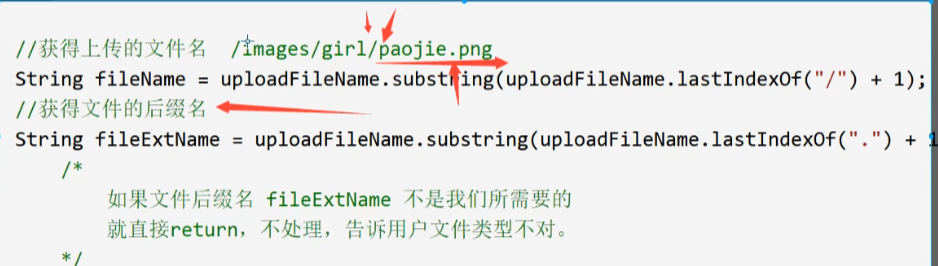 //获得上传的文件名  /images/girl/paojie.png
String fileName = uploadFileName.substring(uploadFileName.lastIndexOf("/") + 1);
//获得文件的后缀名
String fileExtName = uploadFileName.substring(uploadFileName.lastIndexOf(".") + 1
/*
如果文件后缀名 fileExtName 不是我们所需要的
就直接return，不处理，告诉用户文件类型不对。
*/